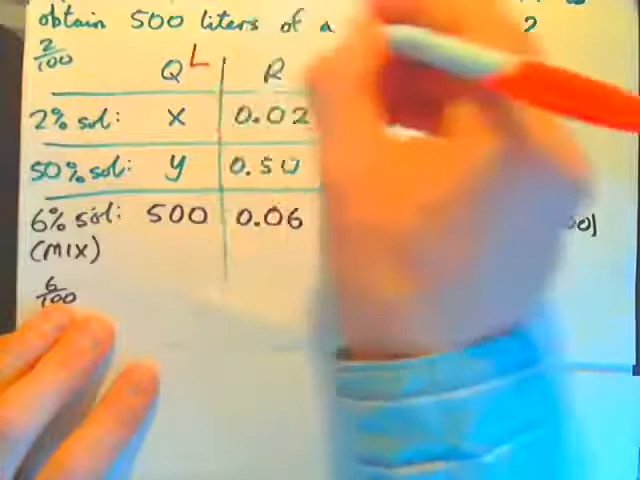 obtain 500 liters of a ?
2/100
Q L R
2% sol: x 0.02
50% sol: y 0.50
6% sol: 500 0.06
(mix)
6/100